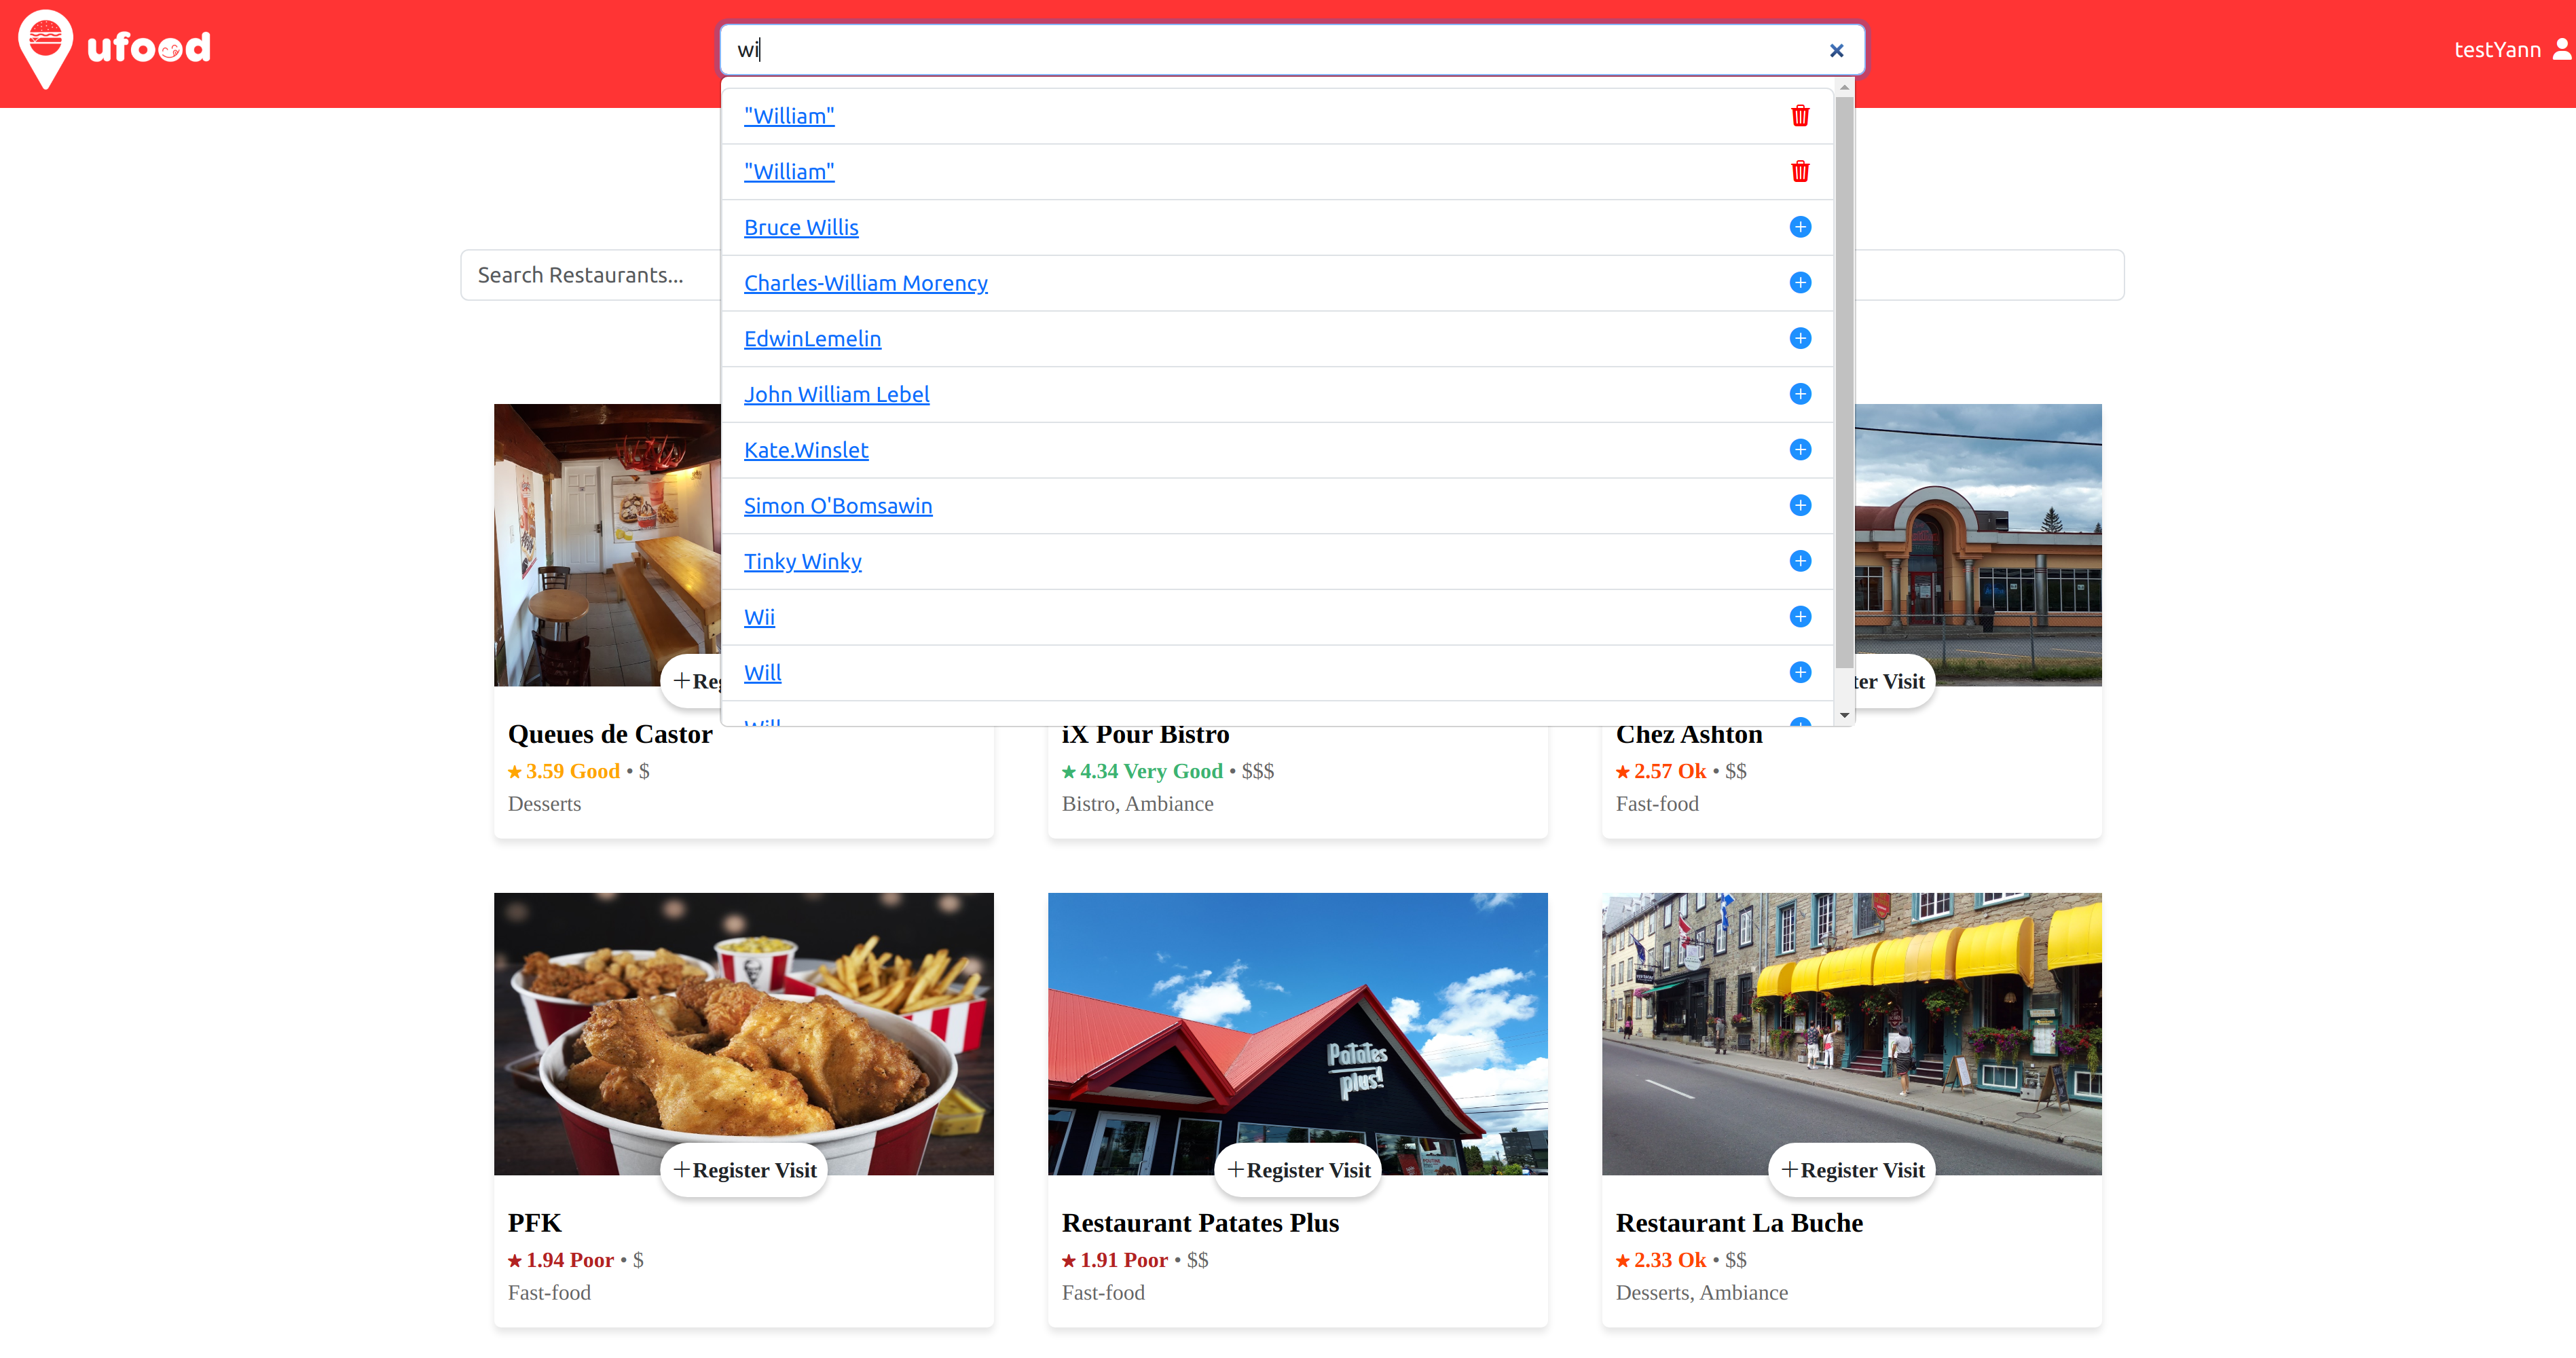 ufood
wi
testYann
"William"
"William"
Bruce Willis
Search Restaurants...
Charles-William Morency
EdwinLemelin
John William Lebel
Kate.Winslet
Simon O'Bomsawin
Tinky Winky
Wii
Will
Will
Queues de Castor
3.59 Good • $
Desserts
iX Pour Bistro
4.34 Very Good • $$$
Bistro, Ambiance
ter Visit
Chez Ashton
2.57 Ok • $$
Fast-food
+Register Visit
PFK
1.94 Poor • $
Fast-food
Patates
plus!
+Register Visit
Restaurant Patates Plus
1.91 Poor • $$
Fast-food
+Register Visit
Restaurant La Buche
2.33 Ok • $$
Desserts, Ambiance